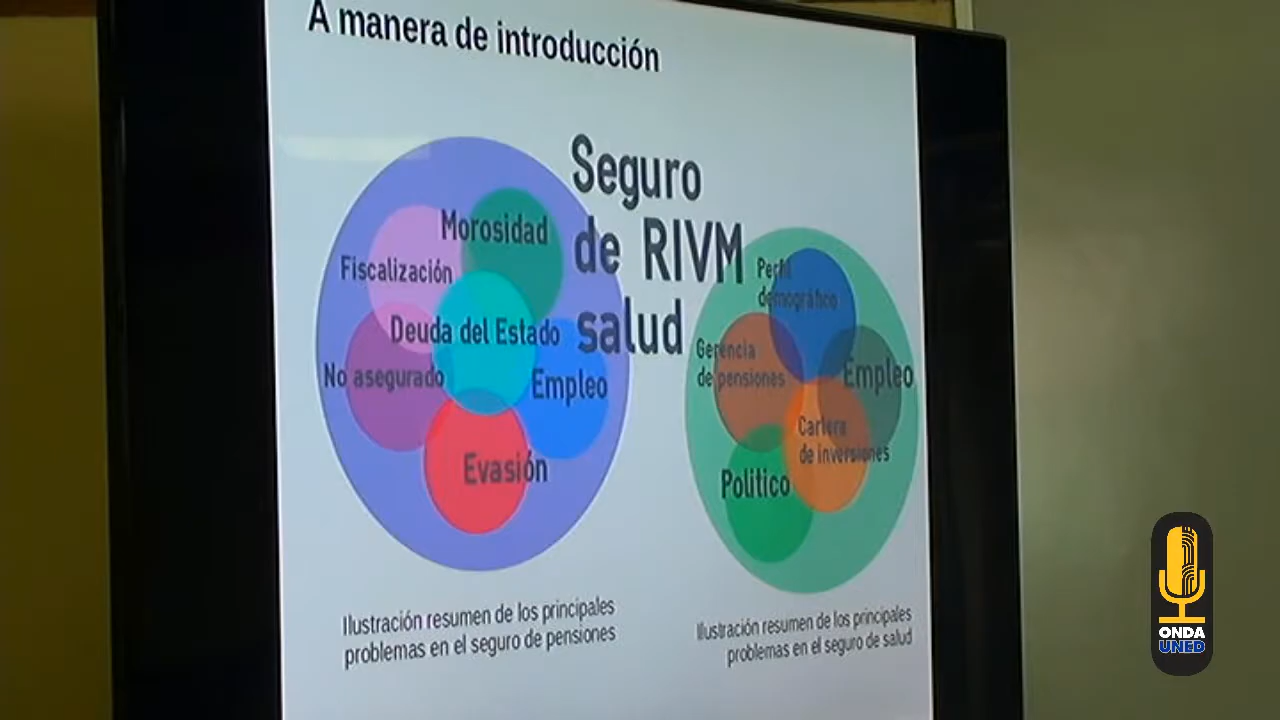 A manera de introducción
Seguro
de RIVM
salud
Morosidad
Fiscalización
Deuda del Estado
No asegurado
Empleo
Evasión
Perfil
demográfico
Gerencia
de pensiones
Empleo
Cartera
de inversiones
Politico
Ilustración resumen de los principales
problemas en el seguro de pensiones
Ilustración resumen de los principales
problemas en el seguro de salud
ONDA
UNED